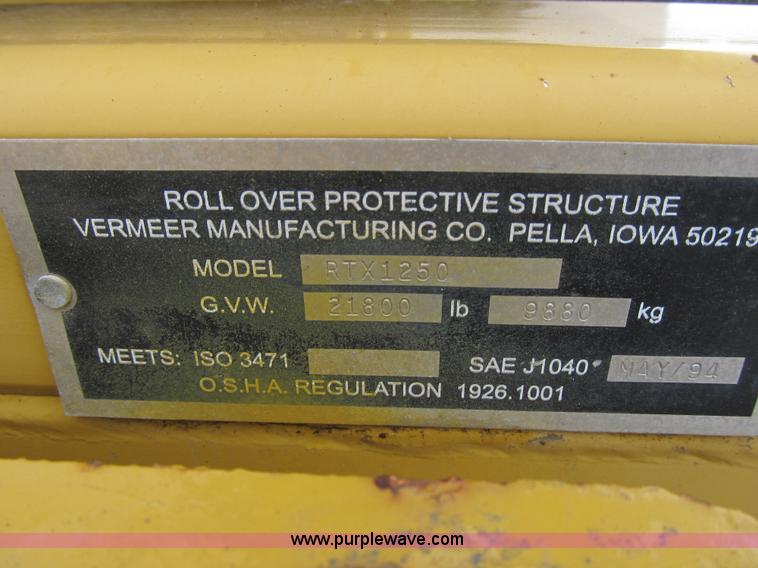 ROLL OVER PROTECTIVE STRUCTURE
VERMEER MANUFACTURING CO. PELLA, IOWA 50219
MODEL RTX1250
G.V.W. 21800 lb 9880 kg
MEETS: ISO 3471 SAE J1040 MAY/94
O.S.H.A. REGULATION 1926.1001
www.purplewave.com